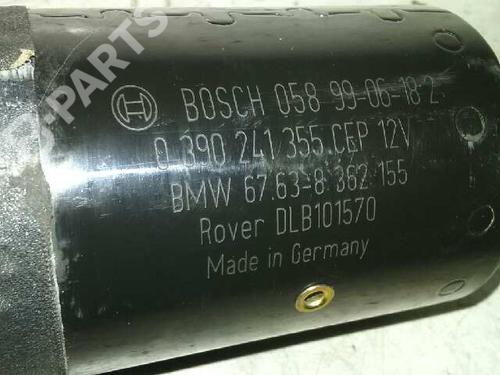 BOSCH 058 99-06-18 2
0 390 241 355.CEP 12V
BMW 67.63-8 362 155
Rover DLB101570
Made in Germany
-PARTS